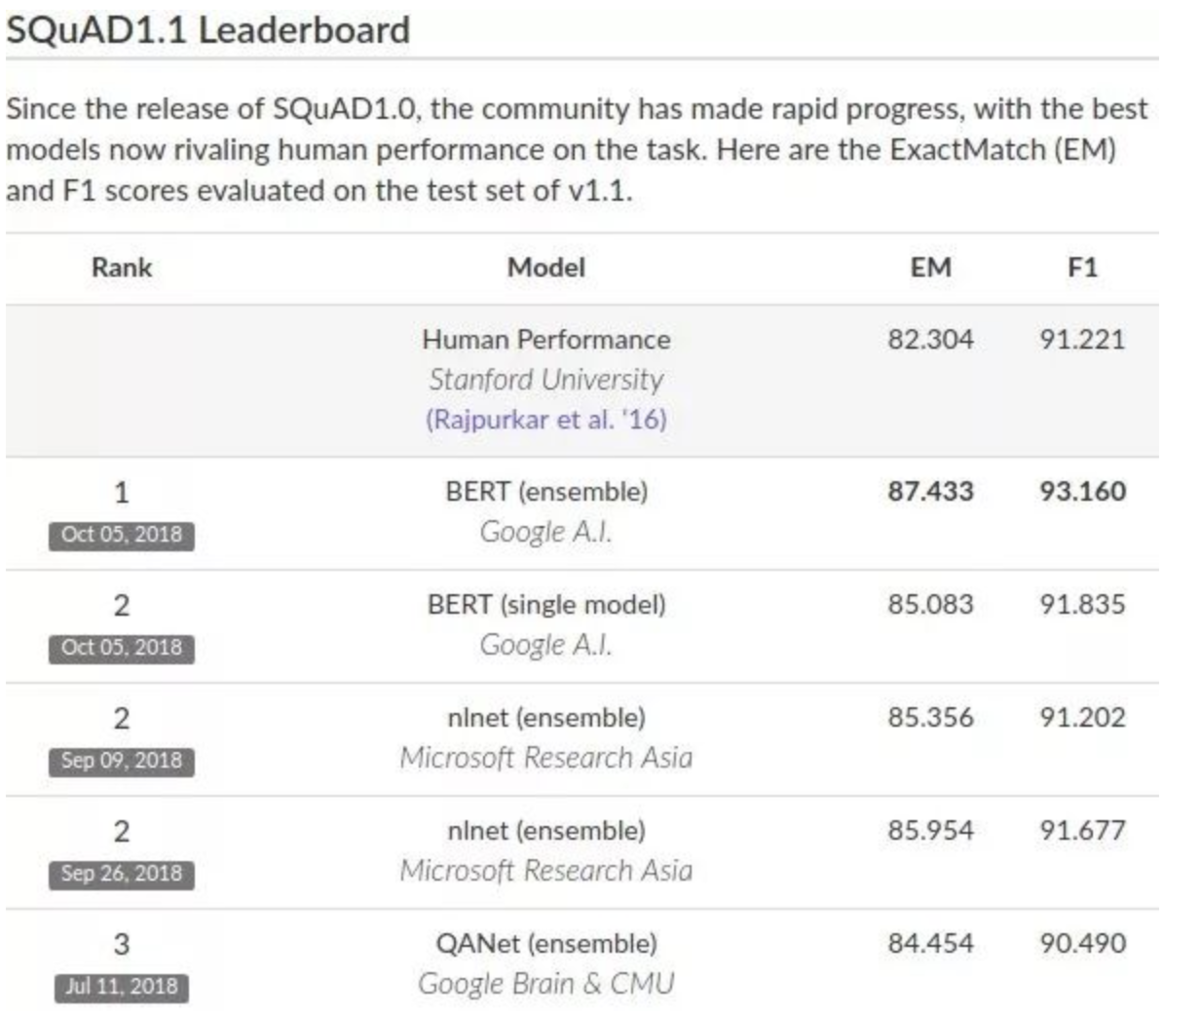 SQuAD1.1 Leaderboard
Since the release of SQuAD1.0, the community has made rapid progress, with the best
models now rivaling human performance on the task. Here are the ExactMatch (EM)
and F1 scores evaluated on the test set of v1.1.
Rank Model EM F1
Human Performance 82.304 91.221
Stanford University
(Rajpurkar et al. '16)
1 BERT (ensemble) 87.433 93.160
Oct 05, 2018 Google A.I.
2 BERT (single model) 85.083 91.835
Oct 05, 2018 Google A.I.
2 nlnet (ensemble) 85.356 91.202
Sep 09, 2018 Microsoft Research Asia
2 nlnet (ensemble) 85.954 91.677
Sep 26, 2018 Microsoft Research Asia
3 QANet (ensemble) 84.454 90.490
Jul 11, 2018 Google Brain & CMU